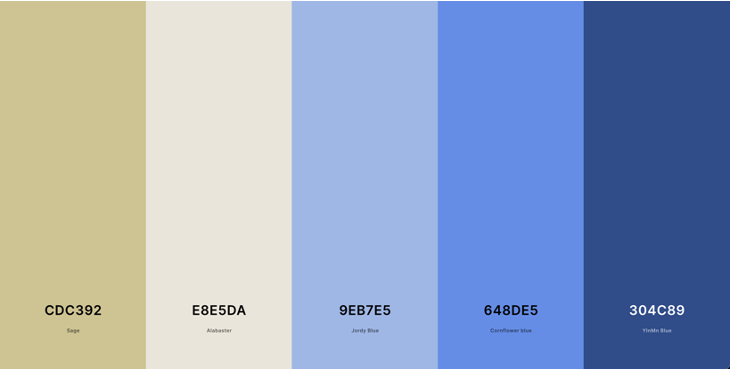 CDC392
Sage
E8E5DA
Alabaster
9EB7E5
Jordy Blue
648DE5
Cornflower blue
304C89
YInMn Blue